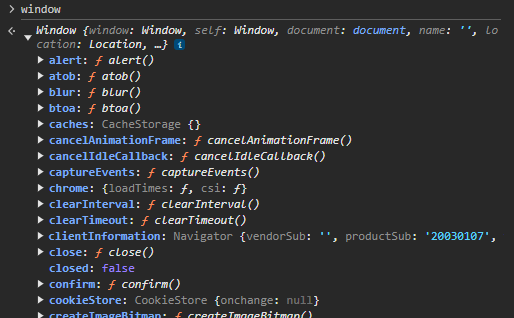 window
Window {window: Window, self: Window, document: document, name: '', lo
cation: Location, …} i
alert: ƒ alert()
atob: ƒ atob()
blur: ƒ blur()
btoa: ƒ btoa()
caches: CacheStorage {}
cancelAnimationFrame: ƒ cancelAnimationFrame()
cancelIdleCallback: ƒ cancelIdleCallback()
captureEvents: ƒ captureEvents()
chrome: {loadTimes: ƒ, csi: ƒ}
clearInterval: ƒ clearInterval()
clearTimeout: ƒ clearTimeout()
clientInformation: Navigator {vendorSub: '', productSub: '20030107',
close: ƒ close()
closed: false
confirm: ƒ confirm()
cookieStore: CookieStore {onchange: null}
createImageBitmap: ƒ createImageBitmap()